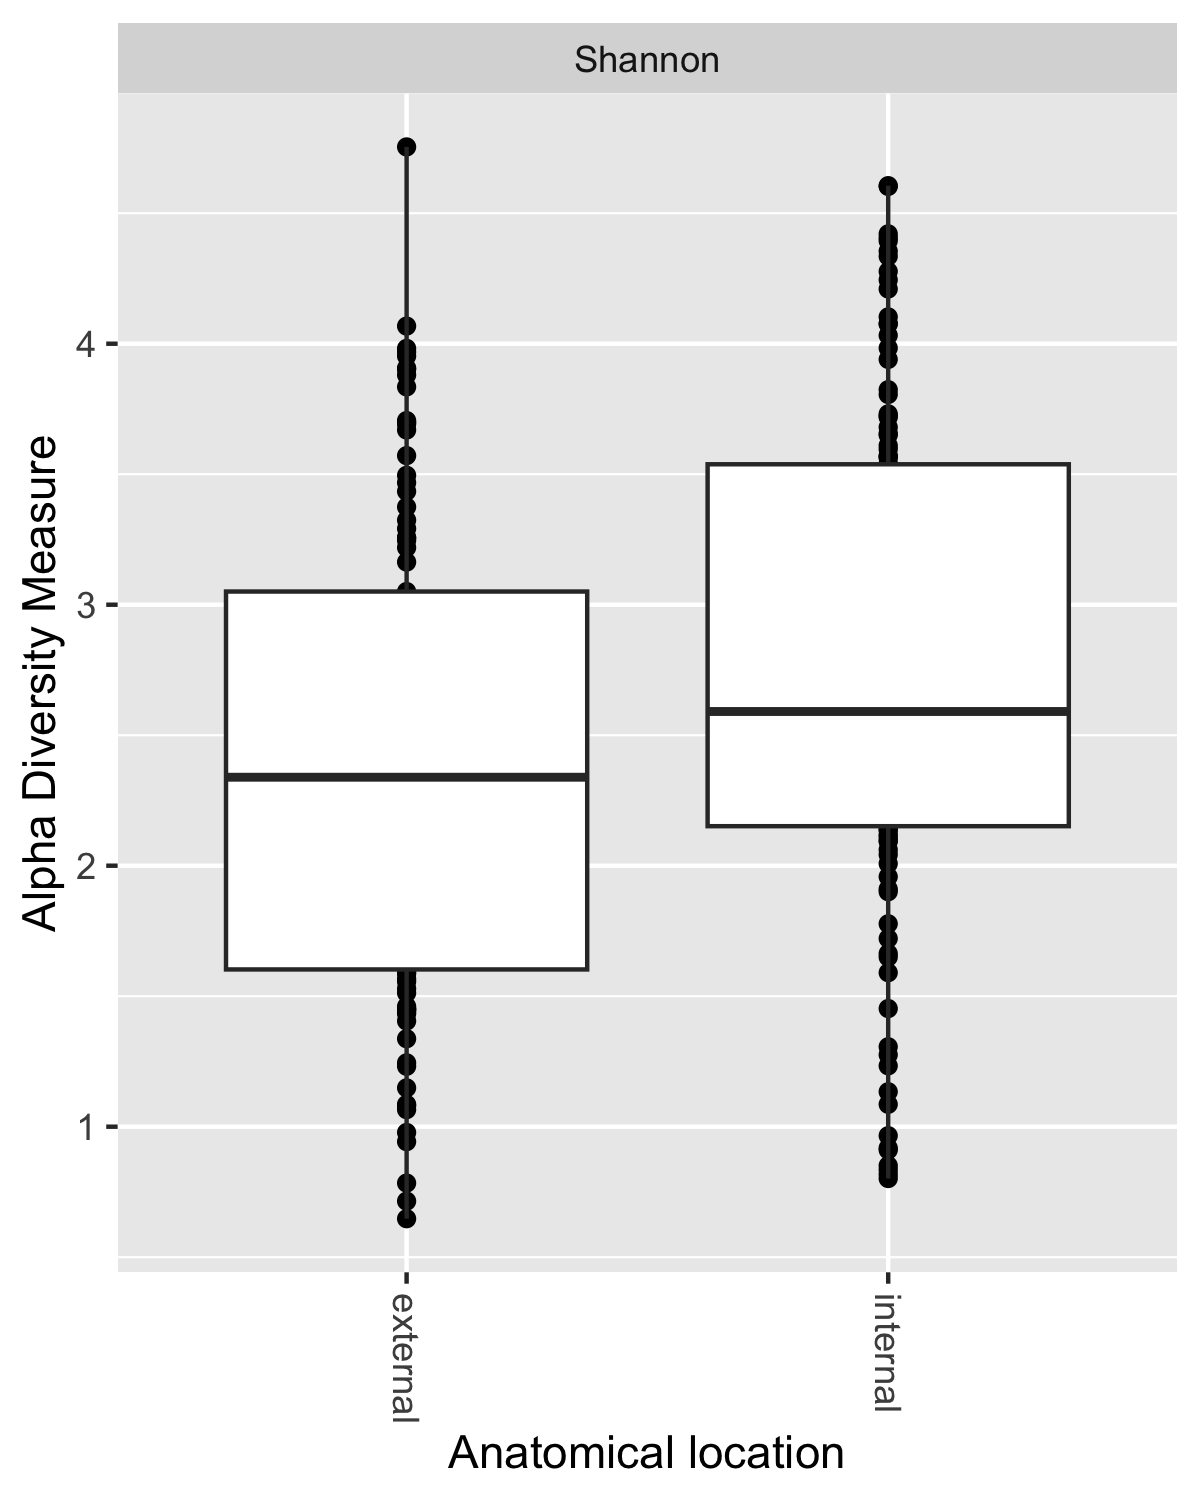 Shannon
Alpha Diversity Measure
4
3
2
1
external
internal
Anatomical location